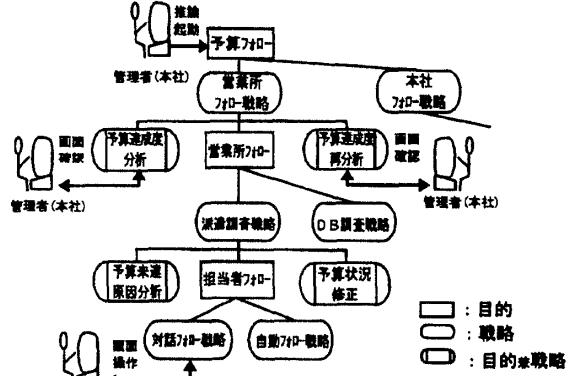 推論
起動
予算フォロー
管理者(本社)
営業所
フォロー戦略
本社
フォロー戦略
画面
確認
予算達成度
分析
営業所フォロー
予算達成度
再分析
画面
確認
管理者(本社)
管理者(本社)
派遣調査戦略
DB調査戦略
予算未達
原因分析
担当者フォロー
予算状況
修正
対話フォロー戦略
自動フォロー戦略
画面
操作
:目的
:戦略
:目的兼戦略